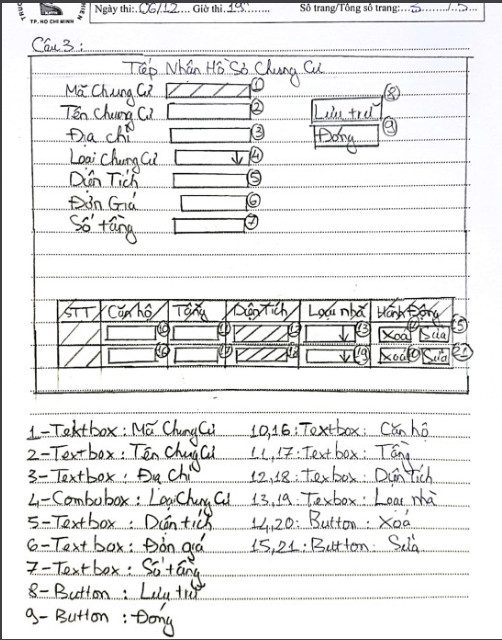 Ngày thi: 06/12 Giờ thi: 19 Số trang/Tổng số trang: 3/5
TP. HO CHI MINH
Câu 3:
Tiếp Nhận Hồ Sơ Chung Cư
Mã Chung Cư 1
Tên Chung Cư 2
Địa chỉ 3
Loại Chung Cư 4
Diện Tích 5
Đơn Giá 6
Số tầng 7
8
Lưu trữ
9
Đóng
STT Căn hộ Tầng Diện Tích Loại nhà Hành Động
10 11 12 13 Xoá 14 Sửa 15
16 17 18 19 Xoá 20 Sửa 21
1-Textbox: Mã Chung Cư
2-Textbox: Tên Chung Cư
3-Textbox: Địa chỉ
4-Combobox: Loại Chung Cư
5-Textbox: Diện tích
6-Textbox: Đơn giá
7-Textbox: Số tầng
8-Button: Lưu trữ
9-Button: Đóng
10,16: Textbox: Căn hộ
11,17: Textbox: Tầng
12,18: Texbox: Diện Tích
13,19: Texbox: Loại nhà
14,20: Button: Xoá
15,21: Button: Sửa